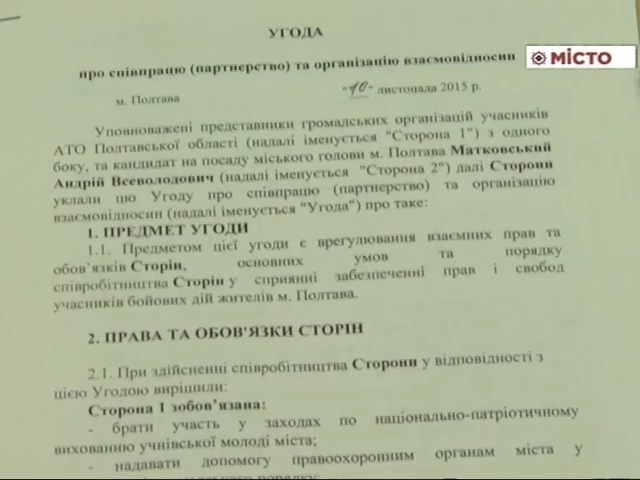 УГОДА
МІСТО
про співпрацю (партнерство) та організацію взаємовідносин
м. Полтава "10" листопада 2015 р.
Уповноважені представники громадських організацій учасників
АТО Полтавської області (надалі іменується "Сторона 1") з одного
боку, та кандидат на посаду міського голови м. Полтава Матковський
Андрій Всеволодович (надалі іменується "Сторона 2") далі Сторони
уклали цю Угоду про співпрацю (партнерство) та організацію
взаємовідносин (надалі іменується "Угода") про таке:
1. ПРЕДМЕТ УГОДИ
1.1. Предметом цієї угоди є врегулювання взаємних прав та
обов'язків Сторін, основних умов та порядку
співробітництва Сторін у сприянні забезпеченні прав і свобод
учасників бойових дій жителів м. Полтава.
2. ПРАВА ТА ОБОВ'ЯЗКИ СТОРІН
2.1. При здійсненні співробітництва Сторони у відповідності з
цією Угодою вирішили:
Сторона 1 зобов'язана:
- брати участь у заходах по національно-патріотичному
вихованню учнівської молоді міста;
- надавати допомогу правоохоронним органам міста у